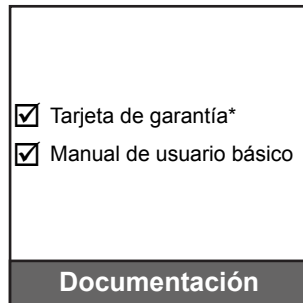 ☑ Tarjeta de garantía*
☑ Manual de usuario básico
Documentación